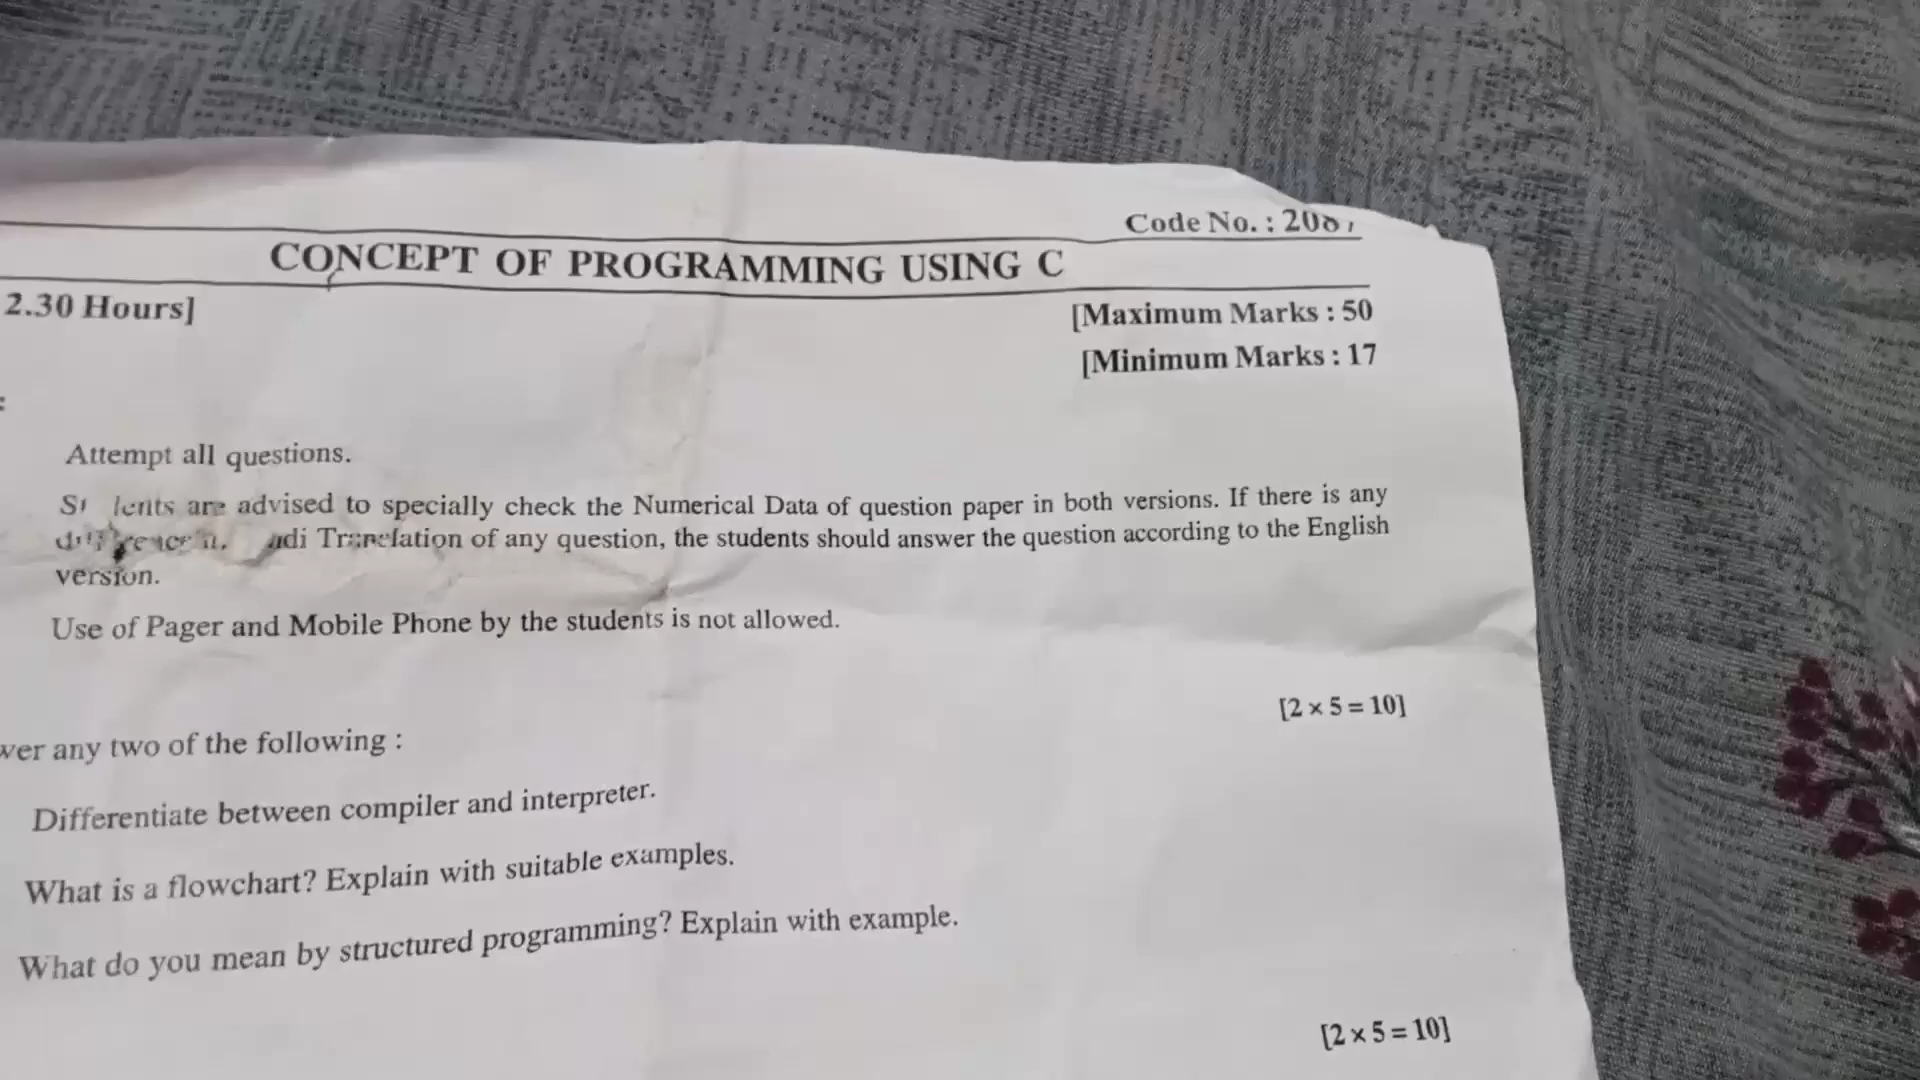 Code No. :
CONCEPT OF PROGRAMMING USING C
2.30 Hours]
[Maximum Marks : 50
[Minimum Marks : 17
:
Attempt all questions.
are advised to specially check the Numerical Data of question paper in both versions. If there is any
of any question, the students should answer the question according to the English
version.
Use of Pager and Mobile Phone by the students is not allowed.
[2 × 5 = 10]
any two of the following :
Differentiate between compiler and interpreter.
What is a flowchart? Explain with suitable examples.
What do you mean by structured programming? Explain with example.
[2 × 5 = 10]